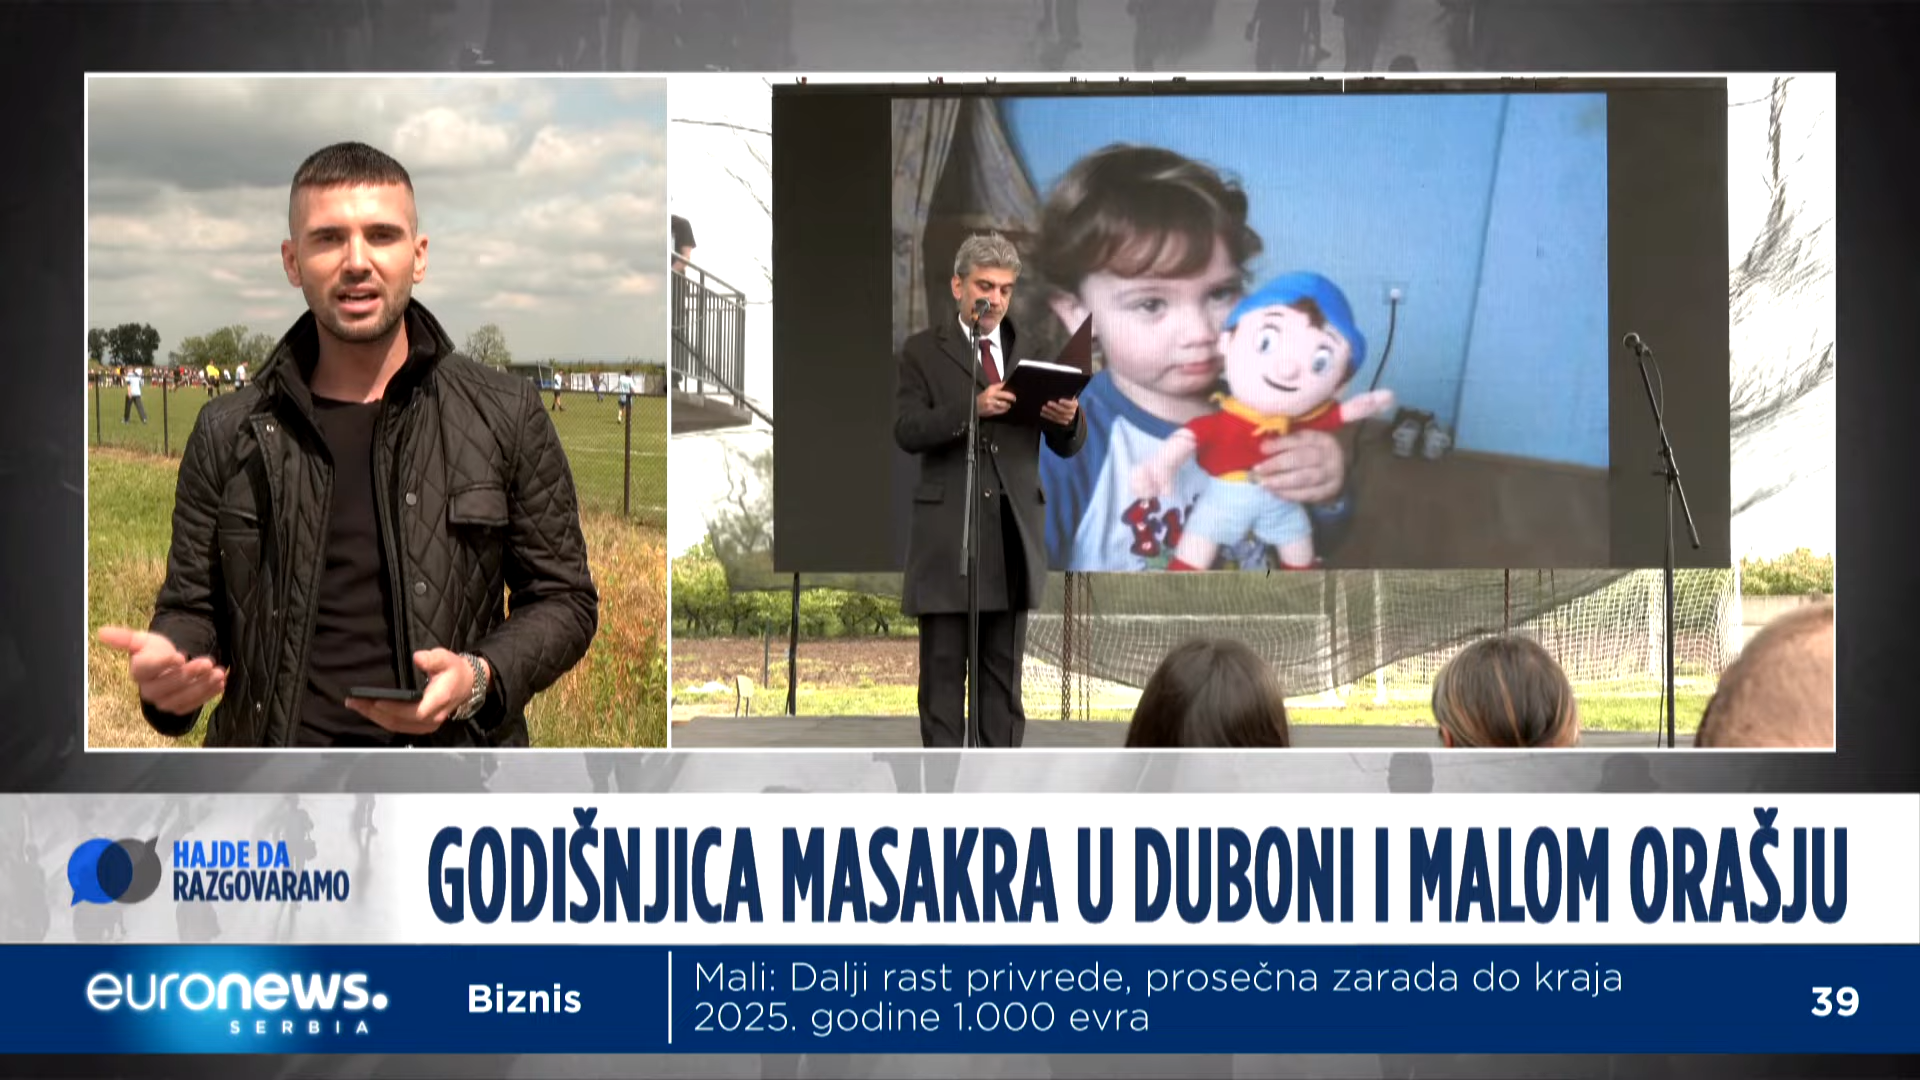 HAJDE DA
RAZGOVARAMO
GODIŠNJICA MASAKRA U DUBONI I MALOM ORAŠJU
euronews.
SERBIA
Biznis
Mali: Dalji rast privrede, prosečna zarada do kraja
2025. godine 1.000 evra
39